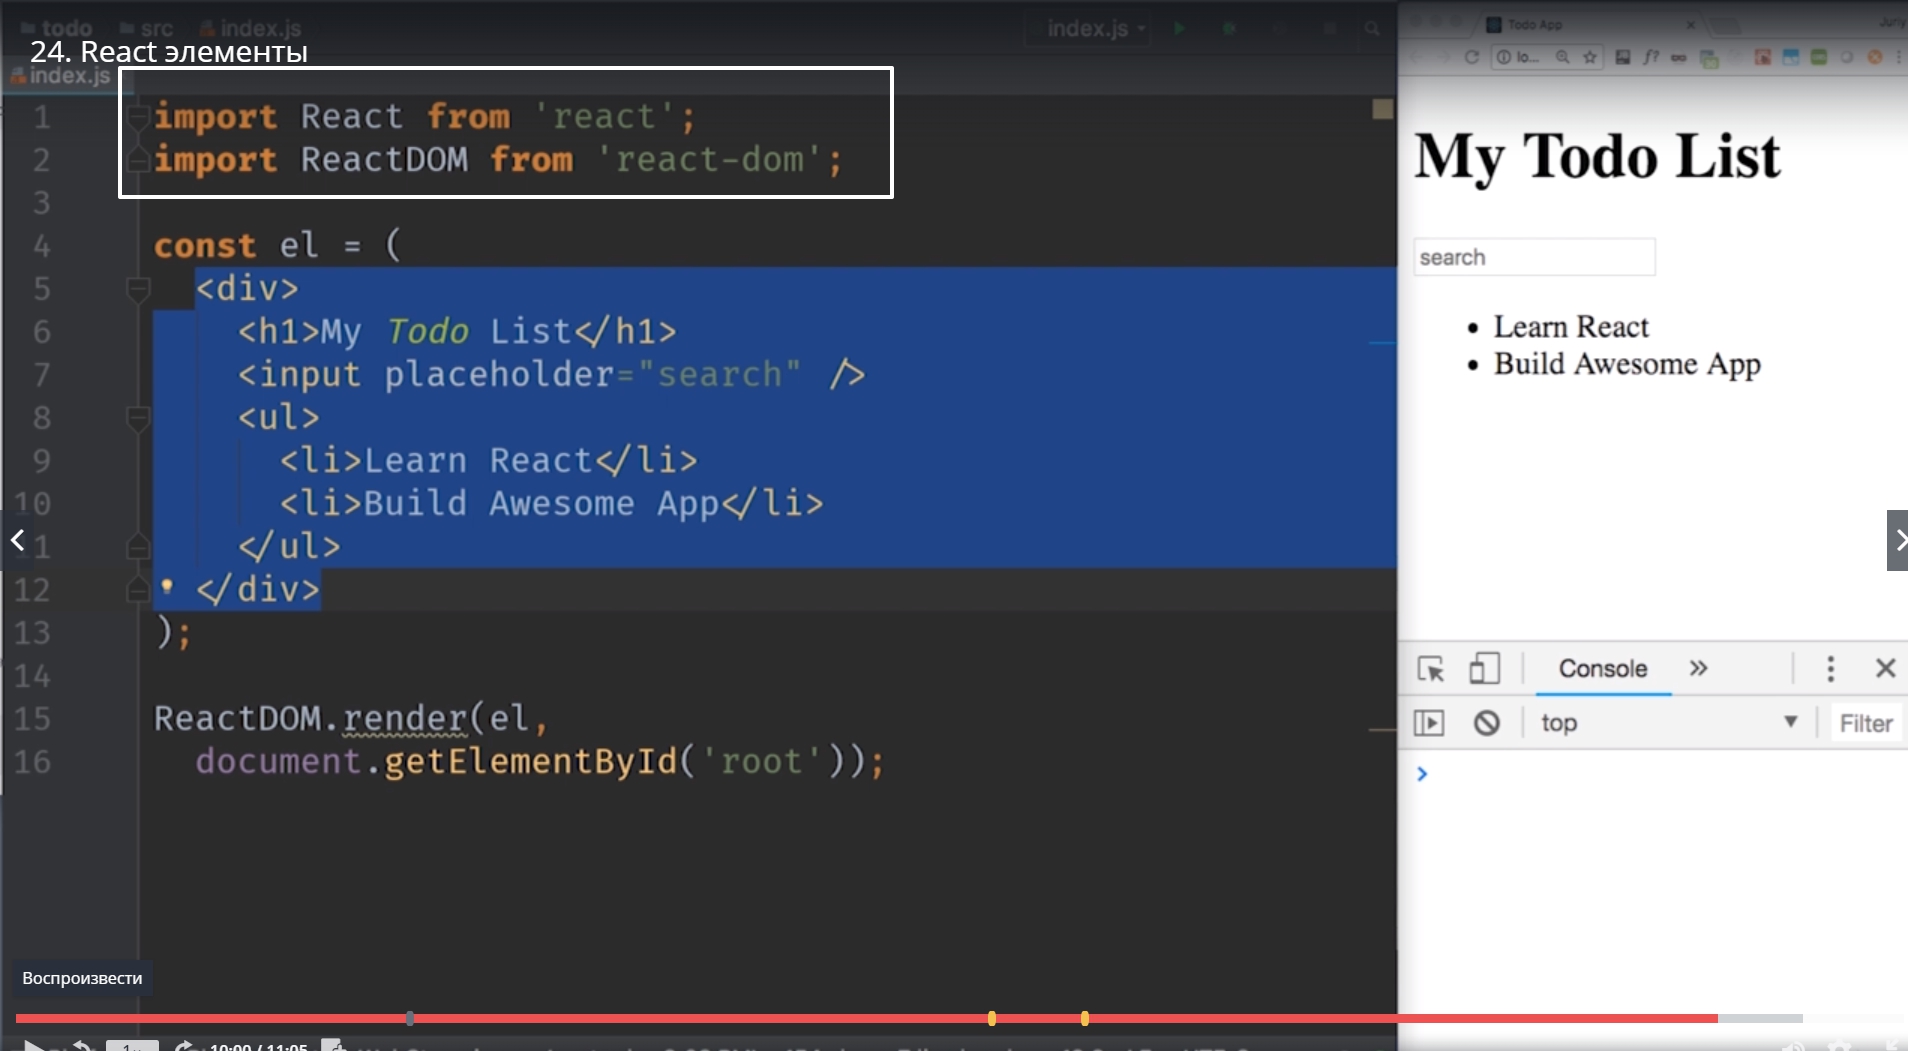 todo src index.js
24. React элементы
index.js
index.js
1 import React from 'react';
2 import ReactDOM from 'react-dom';
3
4 const el = (
5 <div>
6 <h1>My Todo List</h1>
7 <input placeholder="search" />
8 <ul>
9 <li>Learn React</li>
10 <li>Build Awesome App</li>
11 </ul>
12 </div>
13 );
14
15 ReactDOM.render(el,
16 document.getElementById('root'));
Воспроизвести
10:00 / 11:05
Todo App
lo...
f?
My Todo List
search
Learn React
Build Awesome App
Console
top
Filter